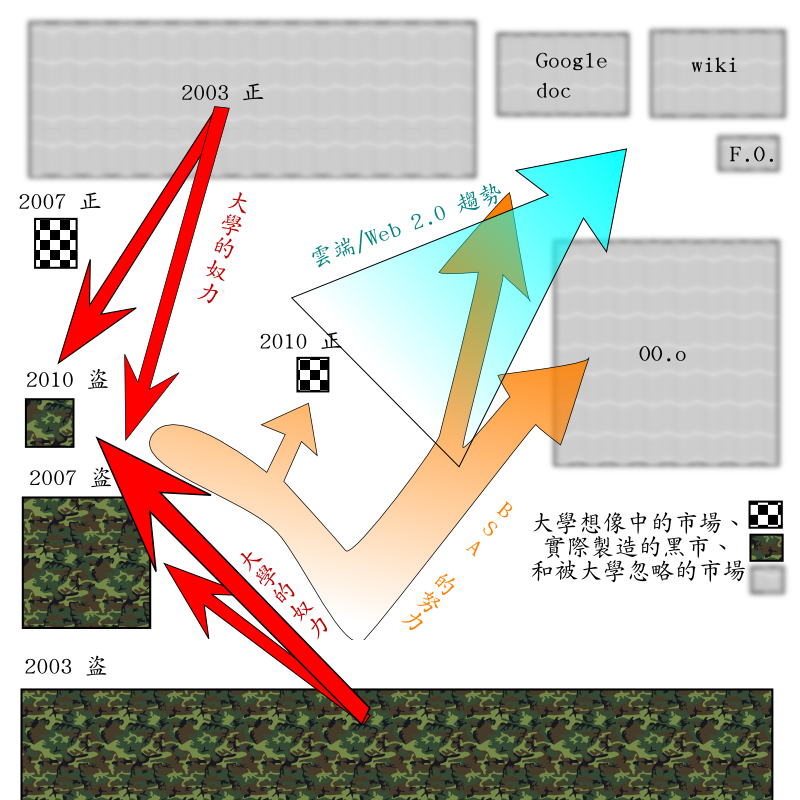 2003 正
Google
doc
wiki
F.O.
2007 正
大學的奴力
雲端/Web 2.0 趨勢
2010 正
OO.o
2010 盜
2007 盜
大學的奴力
BSA 的努力
大學想像中的市場、
實際製造的黑市、
和被大學忽略的市場
2003 盜